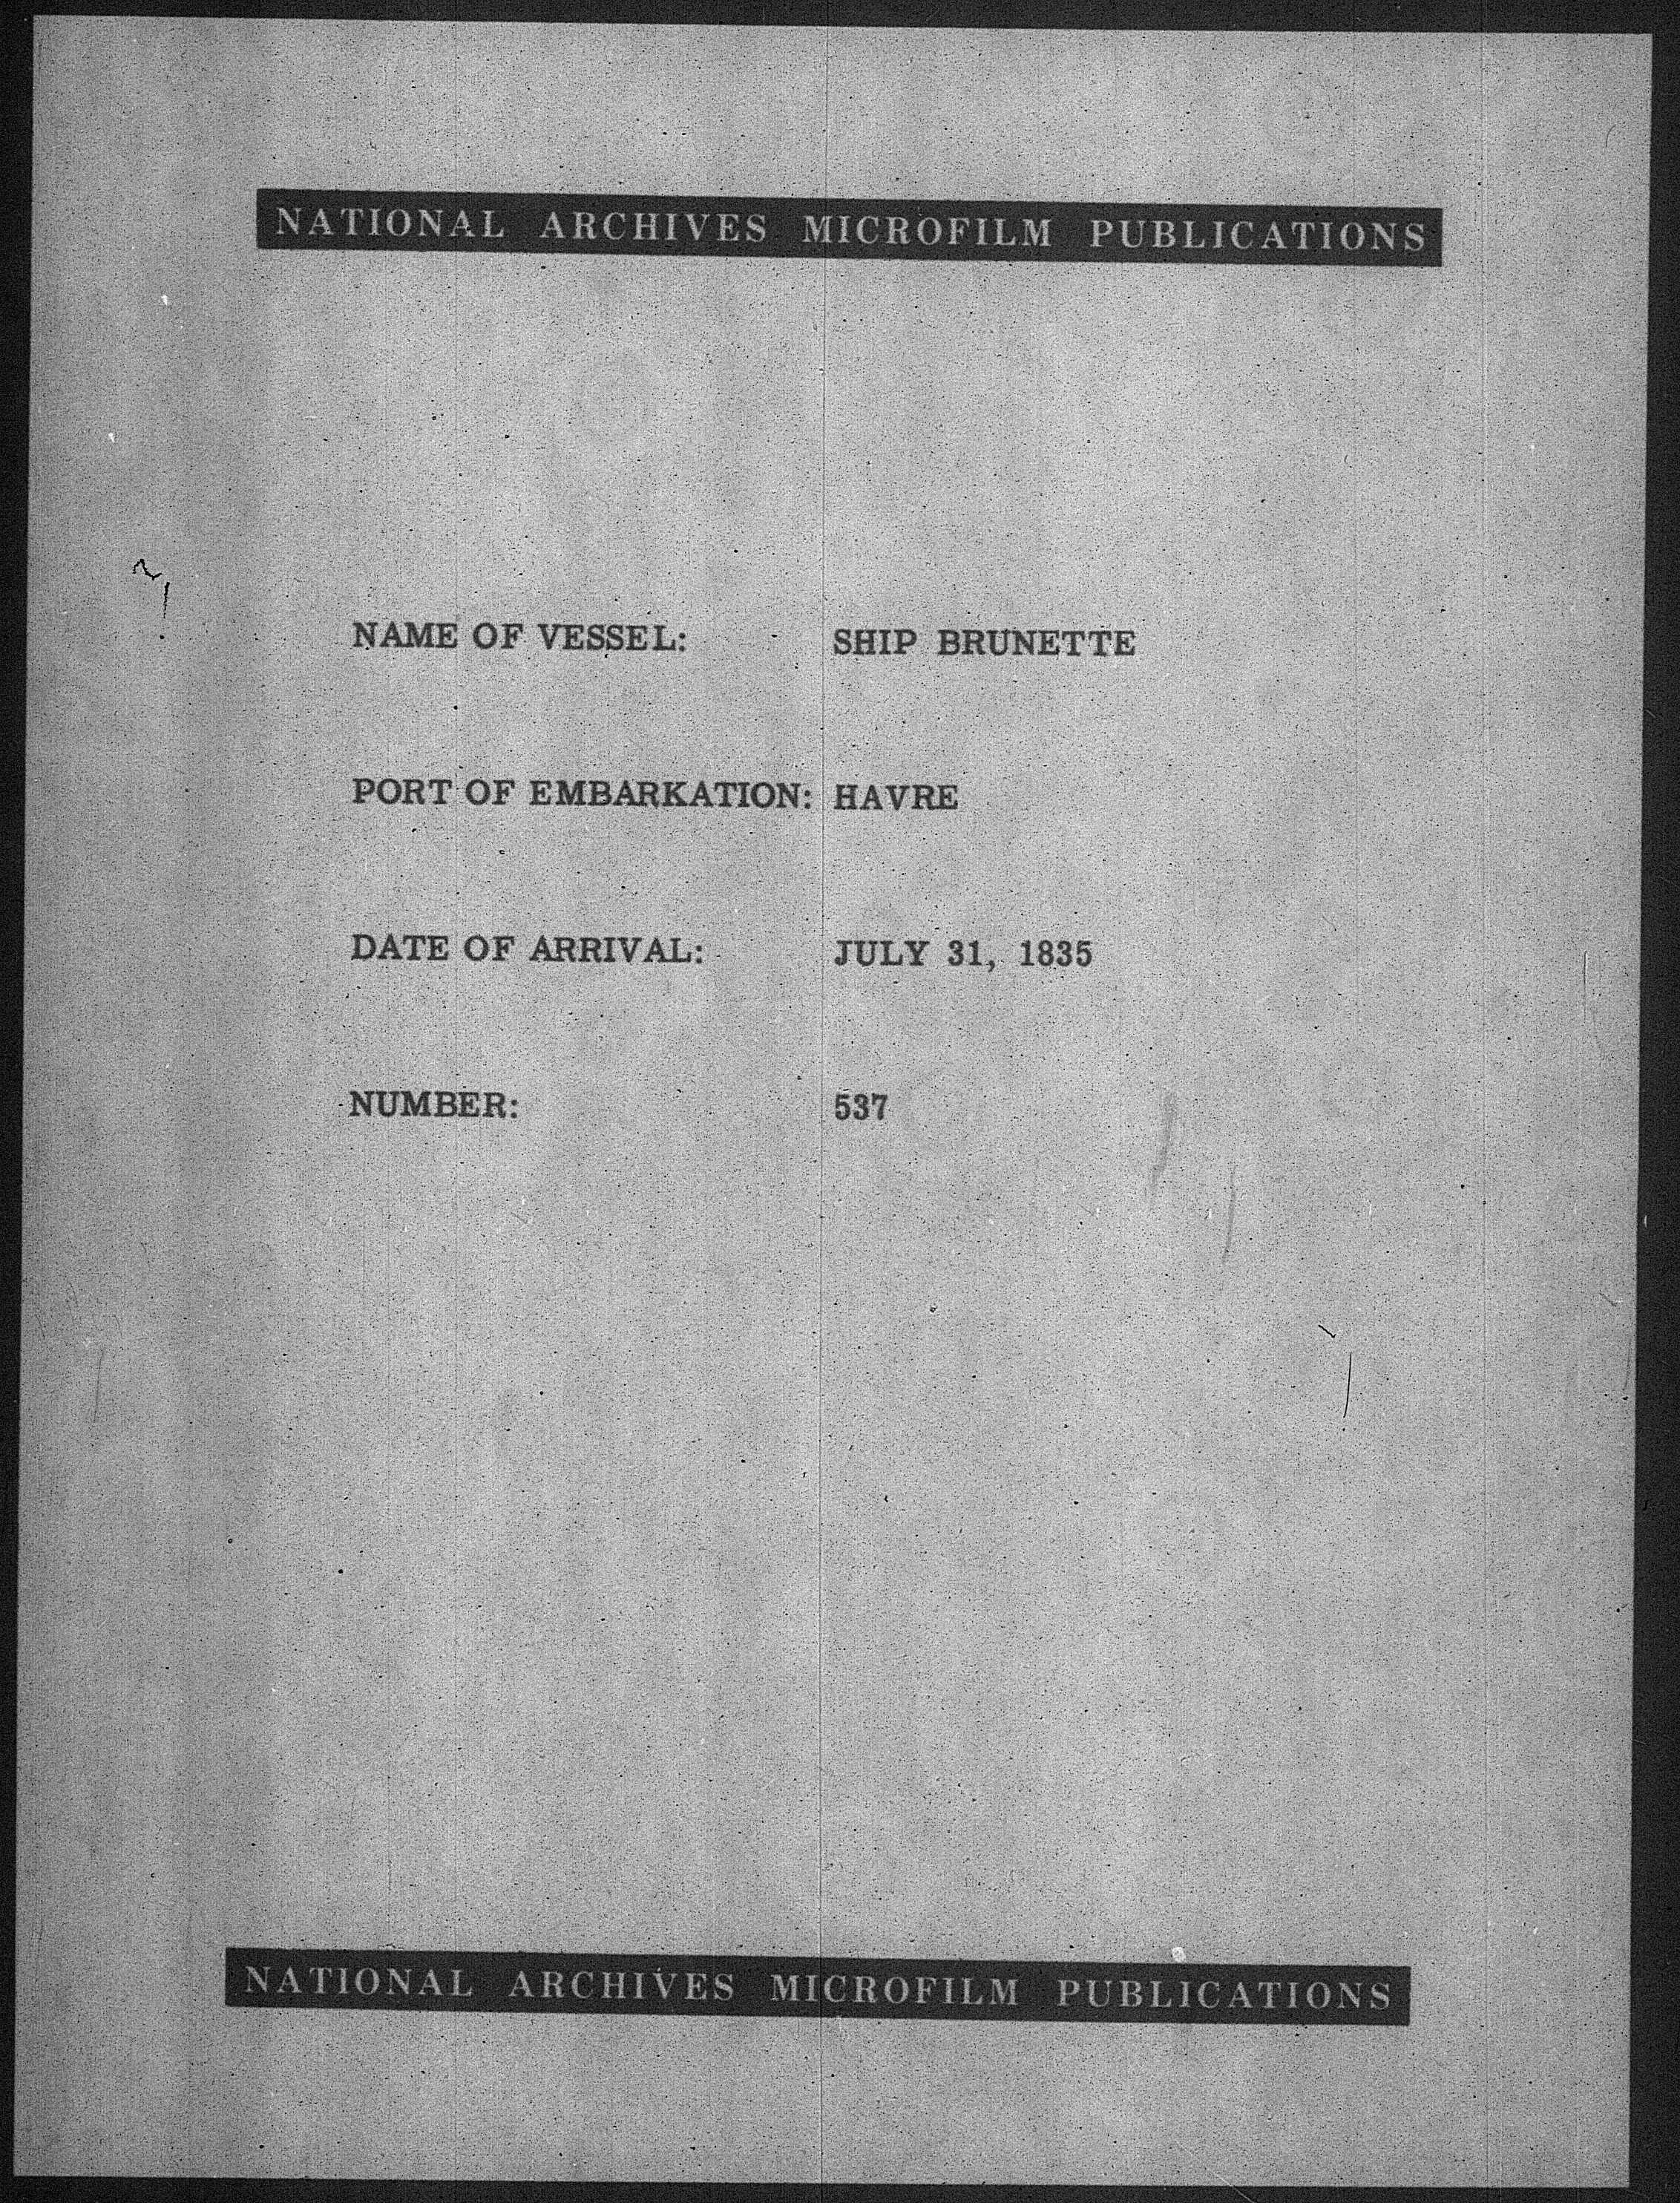 NATIONAL ARCHIVES MICROFILM PUBLICATIONS
NAME OF VESSEL: SHIP BRUNETTE
PORT OF EMBARKATION: HAVRE
DATE OF ARRIVAL: JULY 31, 1835
NUMBER: 537
NATIONAL ARCHIVES MICROFILM PUBLICATIONS